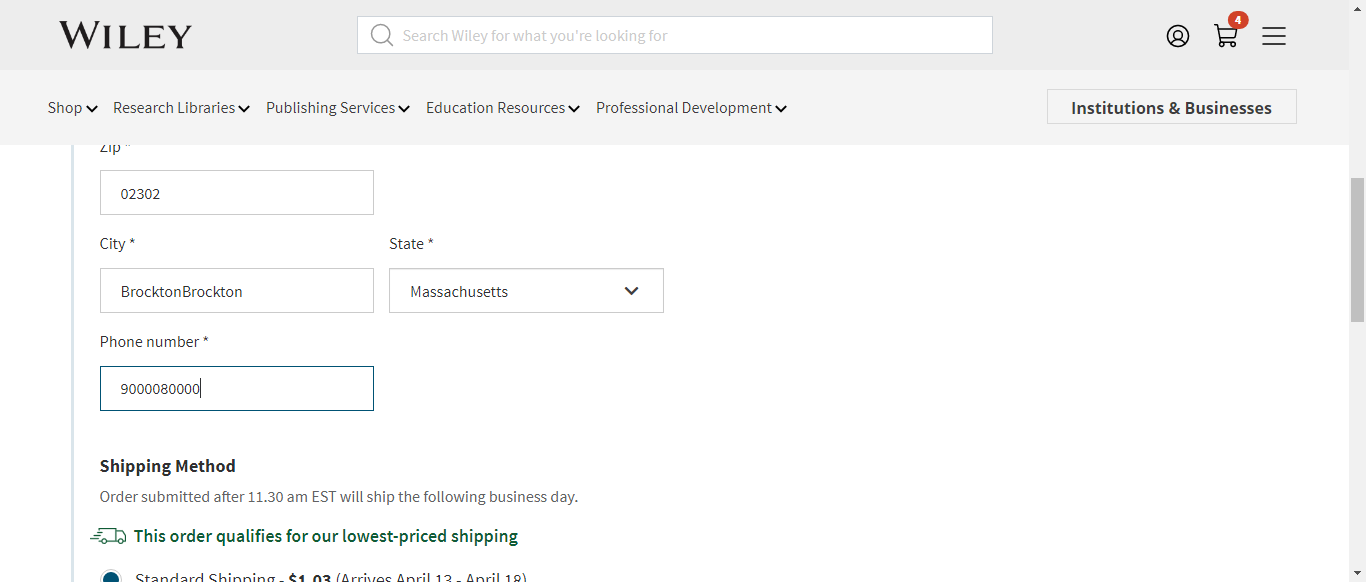 WILEY
Search Wiley for what you're looking for
4
Shop Research Libraries Publishing Services Education Resources Professional Development
Institutions & Businesses
Zip *
02302
City * State *
BrocktonBrockton Massachusetts
Phone number *
9000080000
Shipping Method
Order submitted after 11.30 am EST will ship the following business day.
This order qualifies for our lowest-priced shipping
Standard Shipping - $1.03 (Arrives April 13 - April 18)